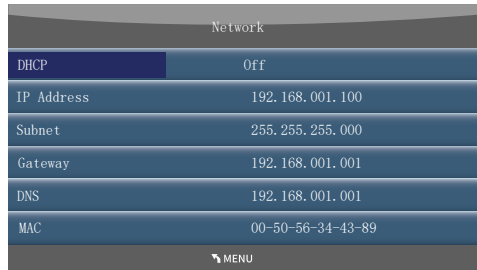 Network
DHCP Off
IP Address 192.168.001.100
Subnet 255.255.255.000
Gateway 192.168.001.001
DNS 192.168.001.001
MAC 00-50-56-34-43-89
MENU